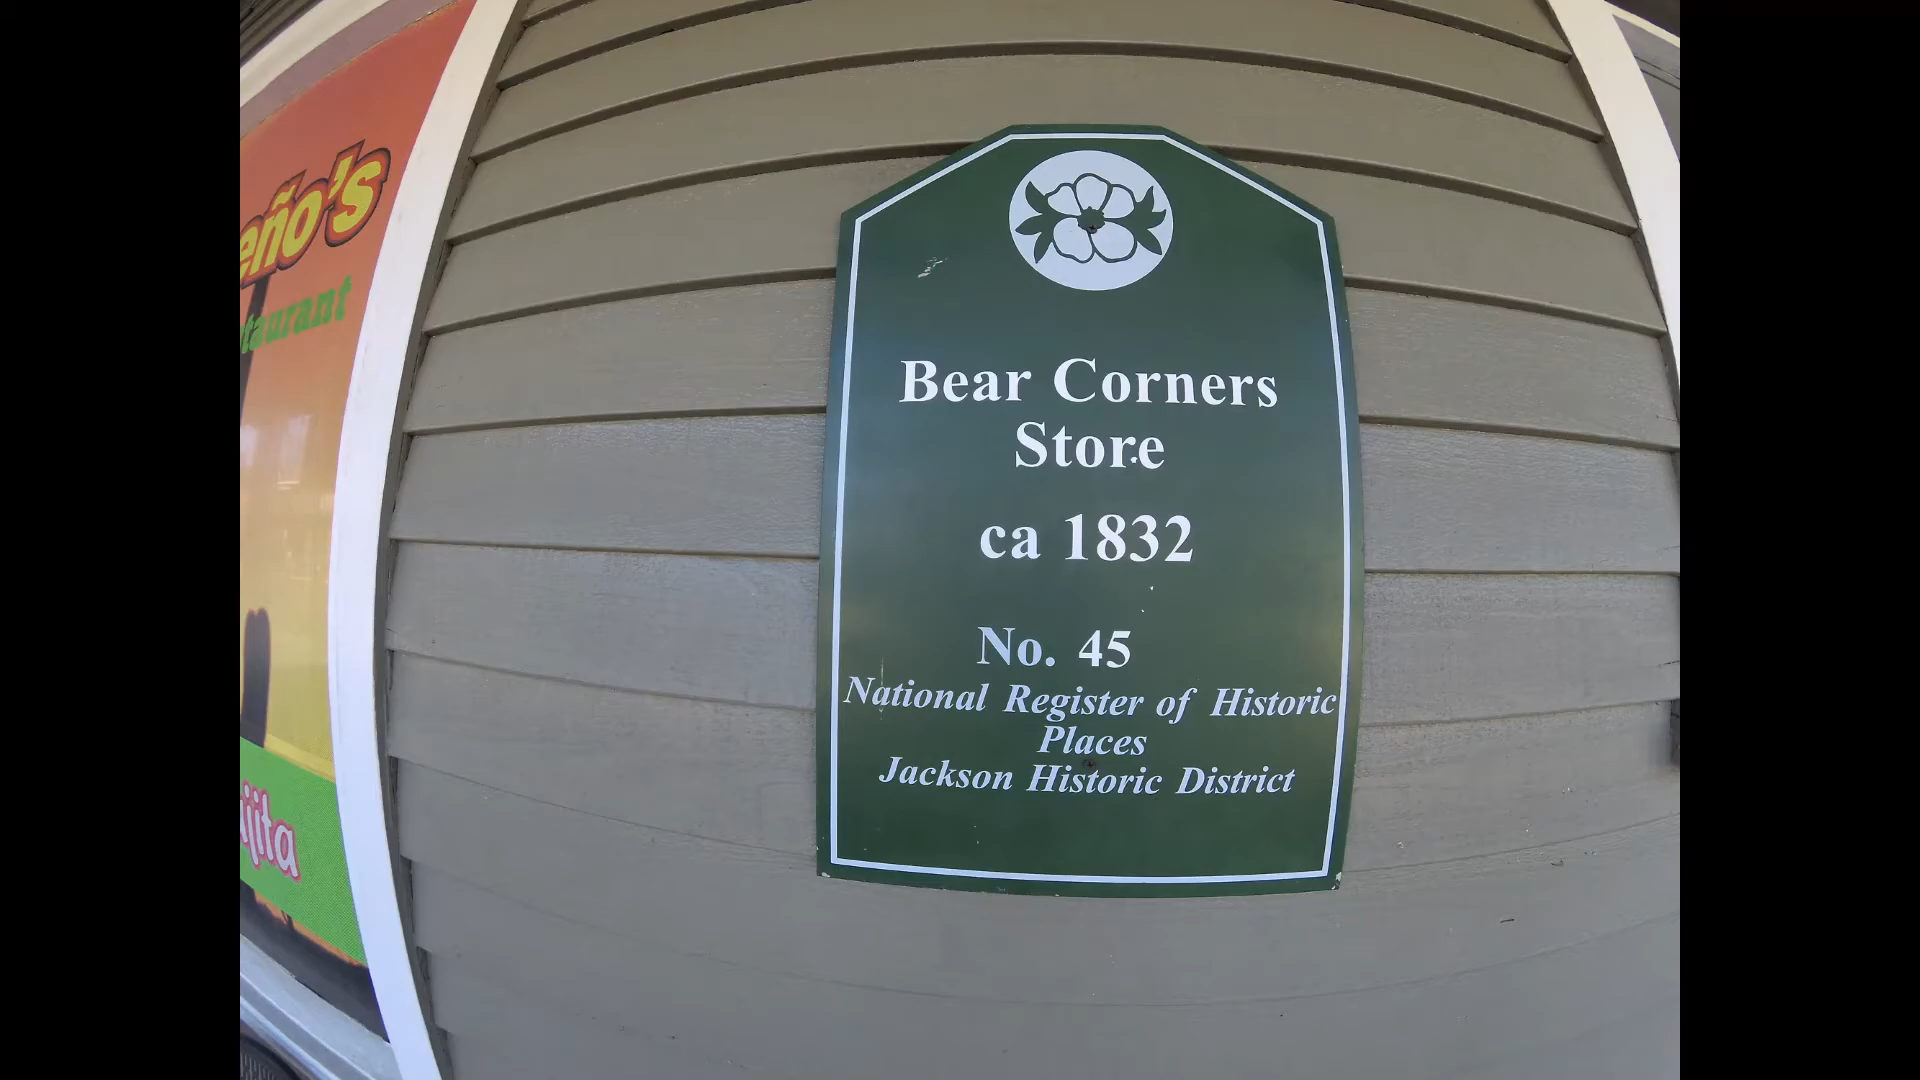 Bear Corners
Store
ca 1832
No. 45
National Register of Historic
Places
Jackson Historic District